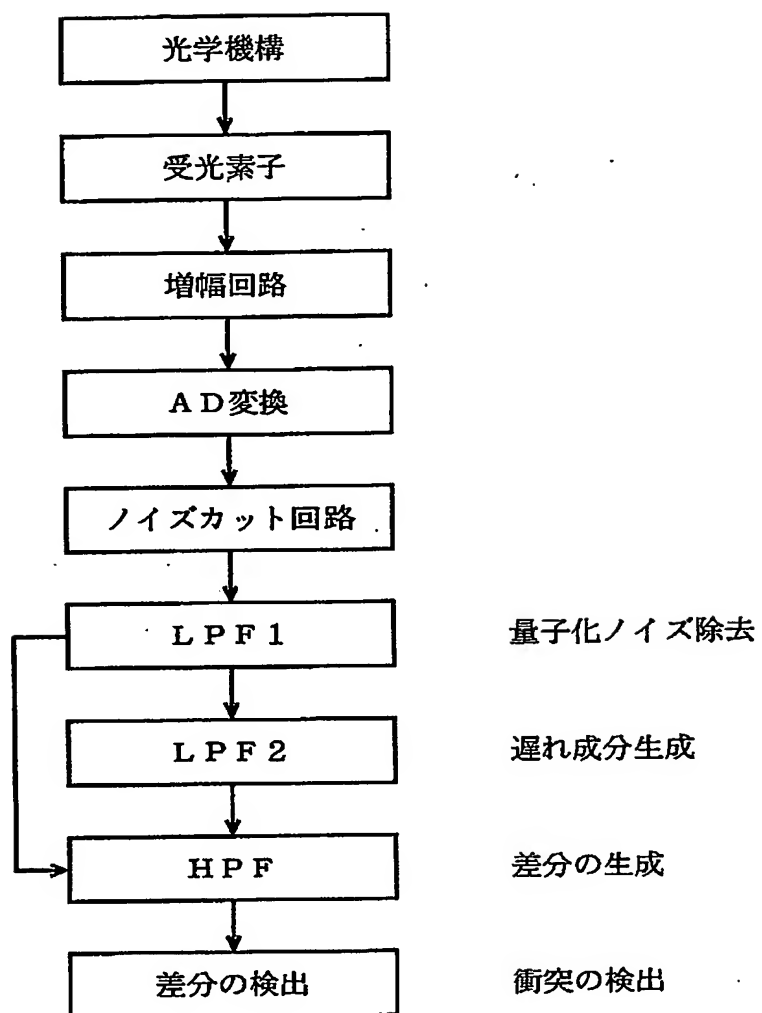 光学機構
受光素子
増幅回路
AD変換
ノイズカット回路
LPF1 量子化ノイズ除去
LPF2 遅れ成分生成
HPF 差分の生成
差分の検出 衝突の検出